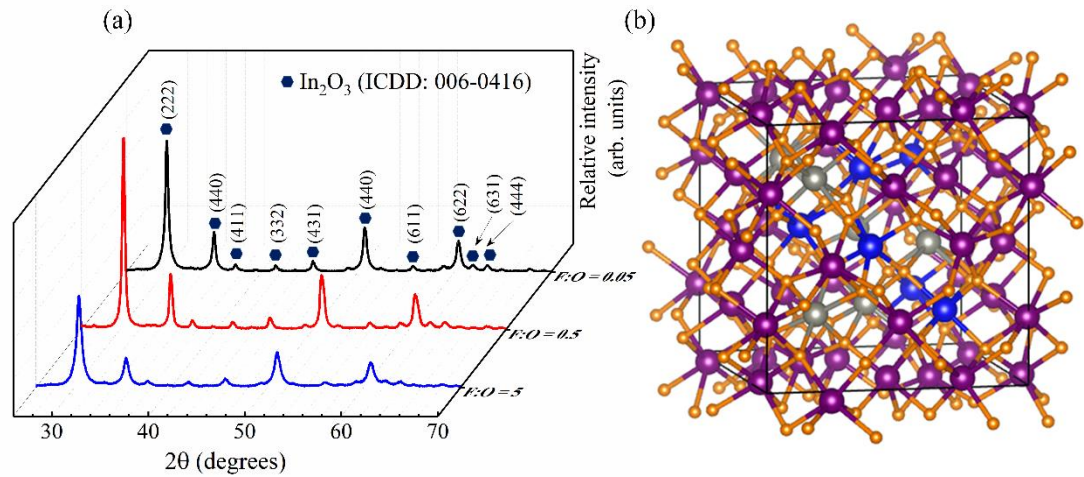 (a)
(b)
In₂O₃ (ICDD: 006-0416)
(222)
(440)
(411)
(332)
(431)
(440)
(611)
(622)
(631)
(444)
Relative intensity
(arb. units)
F:O = 0.05
F:O = 0.5
F:O = 5
30 40 50 60 70
2θ (degrees)